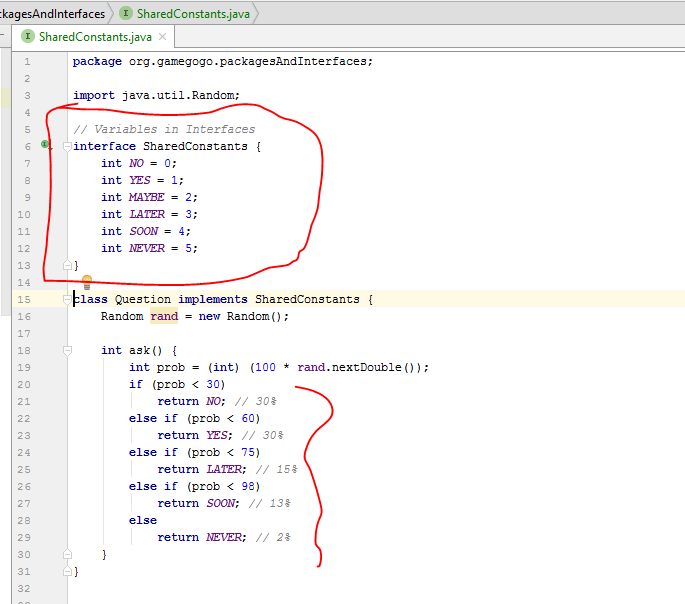 ckagesAndInterfaces SharedConstants.java
SharedConstants.java
1 package org.gamegogo.packagesAndInterfaces;
2
3 import java.util.Random;
4
5 // Variables in Interfaces
6 interface SharedConstants {
7 int NO = 0;
8 int YES = 1;
9 int MAYBE = 2;
10 int LATER = 3;
11 int SOON = 4;
12 int NEVER = 5;
13 }
14
15 class Question implements SharedConstants {
16 Random rand = new Random();
17
18 int ask() {
19 int prob = (int) (100 * rand.nextDouble());
20 if (prob < 30)
21 return NO; // 30%
22 else if (prob < 60)
23 return YES; // 30%
24 else if (prob < 75)
25 return LATER; // 15%
26 else if (prob < 98)
27 return SOON; // 13%
28 else
29 return NEVER; // 2%
30 }
31 }
32